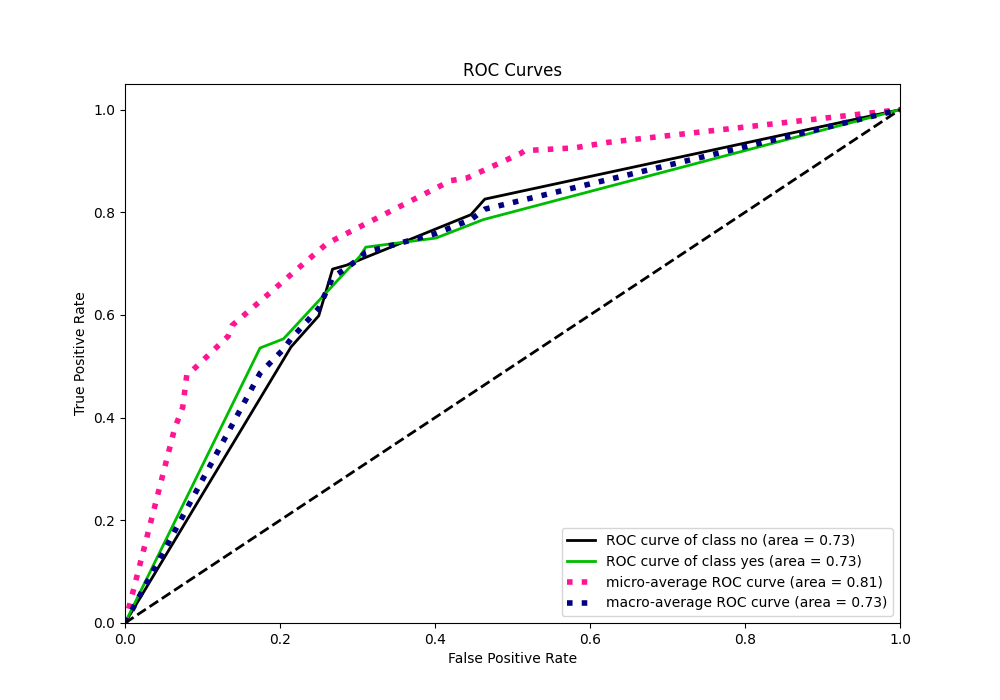 ROC Curves
True Positive Rate
1.0
0.8
0.6
0.4
0.2
0.0
0.0 0.2 0.4 0.6 0.8 1.0
False Positive Rate
ROC curve of class no (area = 0.73)
ROC curve of class yes (area = 0.73)
micro-average ROC curve (area = 0.81)
macro-average ROC curve (area = 0.73)